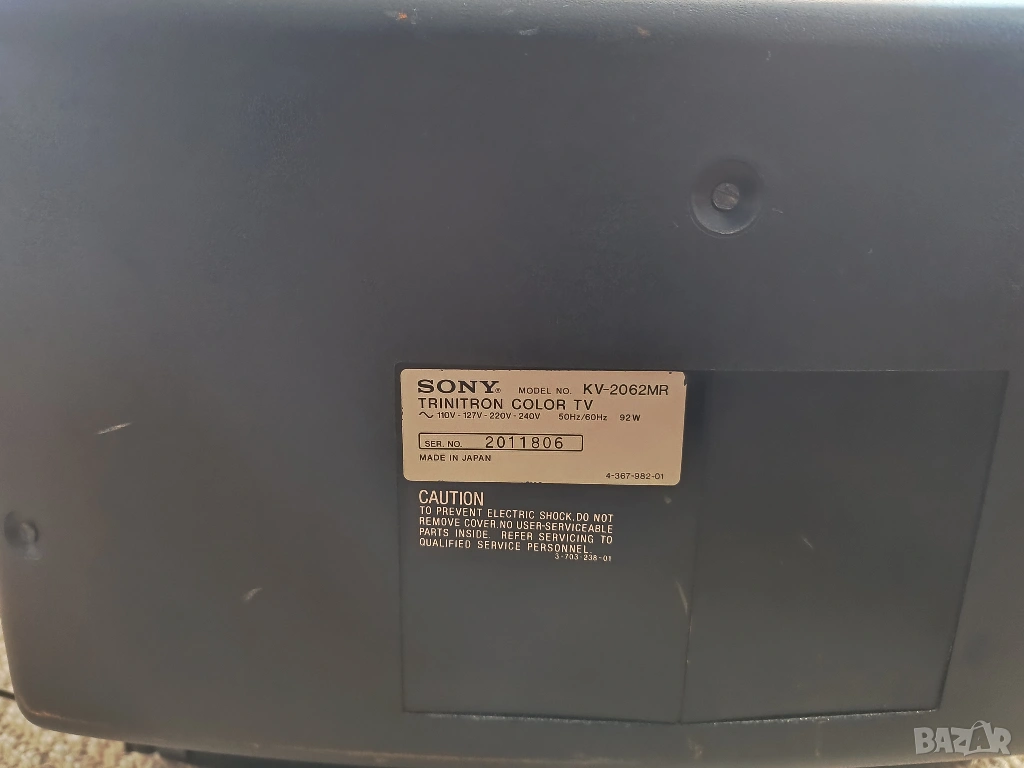 SONY® MODEL NO. KV-2062MR
TRINITRON COLOR TV
~ 110V-127V-220V-240V 50Hz/60Hz 92W
SER. NO. 2011806
MADE IN JAPAN
4-367-982-01
CAUTION
TO PREVENT ELECTRIC SHOCK,DO NOT
REMOVE COVER.NO USER-SERVICEABLE
PARTS INSIDE. REFER SERVICING TO
QUALIFIED SERVICE PERSONNEL.
3-703 238-01
BAZAR